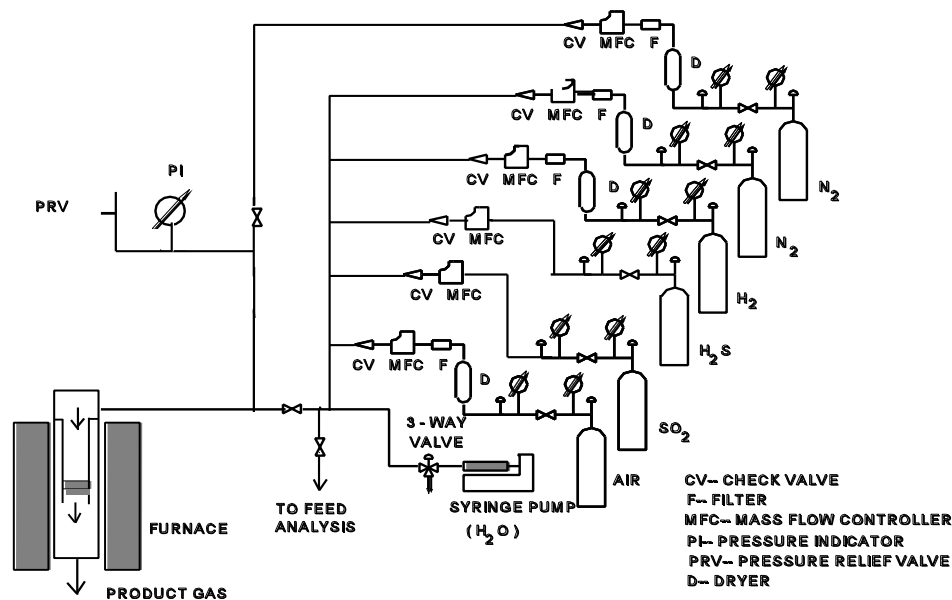 CV MFC F
D
CV MFC F
D
N₂
PI
CV MFC F
D
N₂
PRV
CV MFC
H₂
CV MFC
H₂S
CV MFC F
D
SO₂
3 - WAY
VALVE
AIR
TO FEED
ANALYSIS
SYRINGE PUMP
(H₂O)
FURNACE
PRODUCT GAS
CV-- CHECK VALVE
F-- FILTER
MFC-- MASS FLOW CONTROLLER
PI-- PRESSURE INDICATOR
PRV-- PRESSURE RELIEF VALVE
D-- DRYER